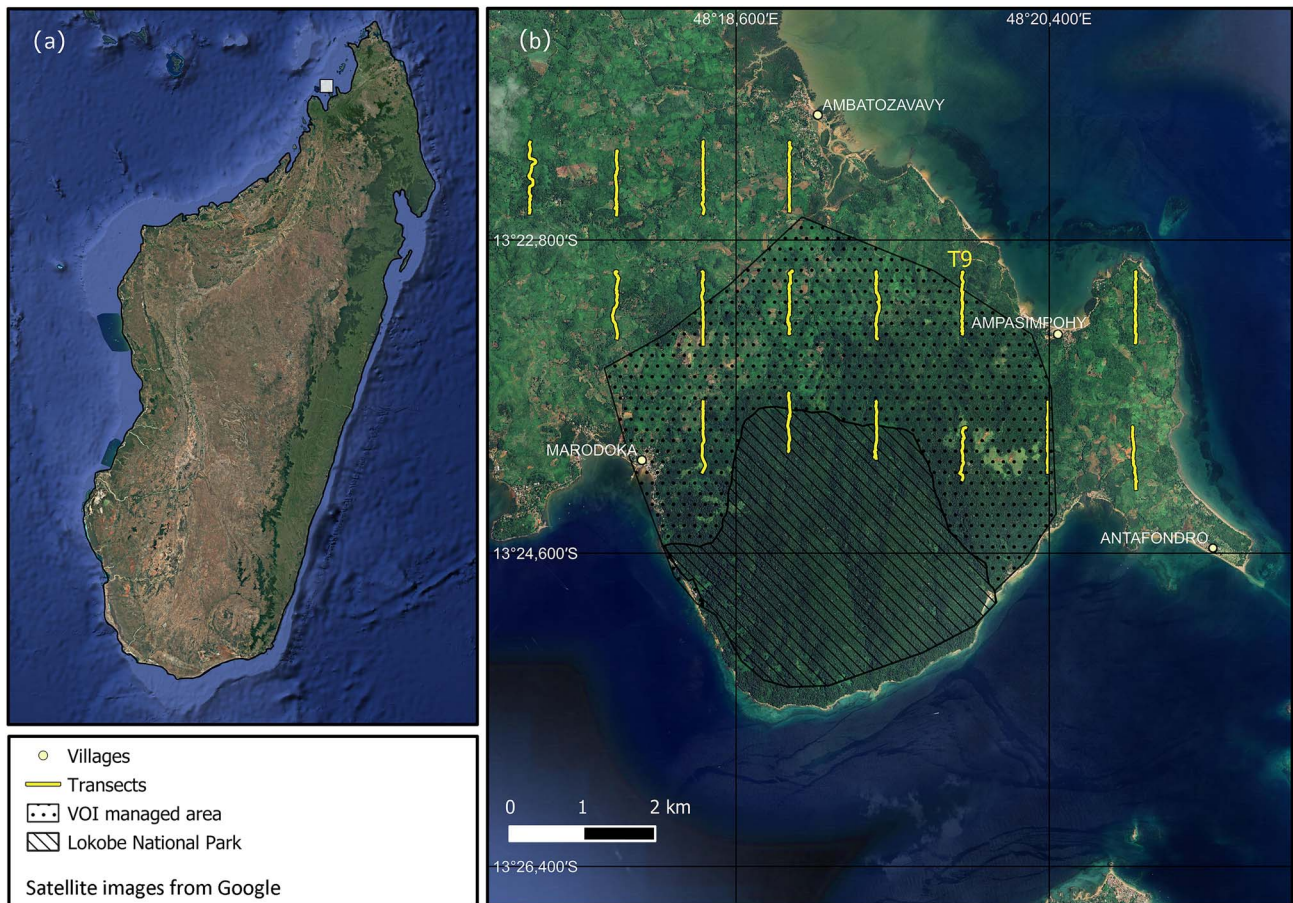 (a)
(b)
48°18,600′E
48°20,400′E
AMBATOZAVAVY
13°22,800′S
T9
AMPASIMPOHY
MARODOKA
ANTAFONDRO
13°24,600′S
0 1 2 km
13°26,400′S
Villages
Transects
VOI managed area
Lokobe National Park
Satellite images from Google